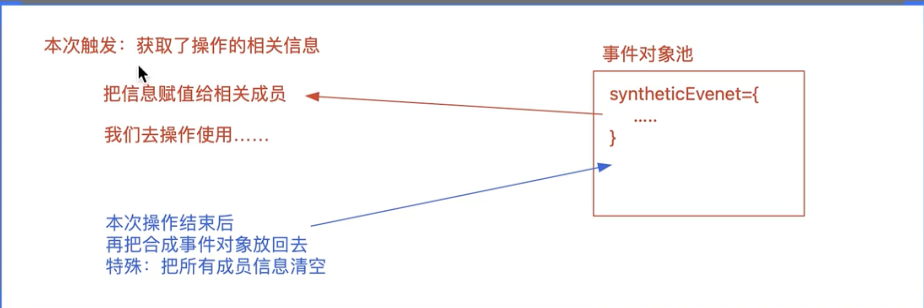 本次触发：获取了操作的相关信息
事件对象池
把信息赋值给相关成员
syntheticEvenet={
.....
}
我们去操作使用......
本次操作结束后
再把合成事件对象放回去
特殊：把所有成员信息清空